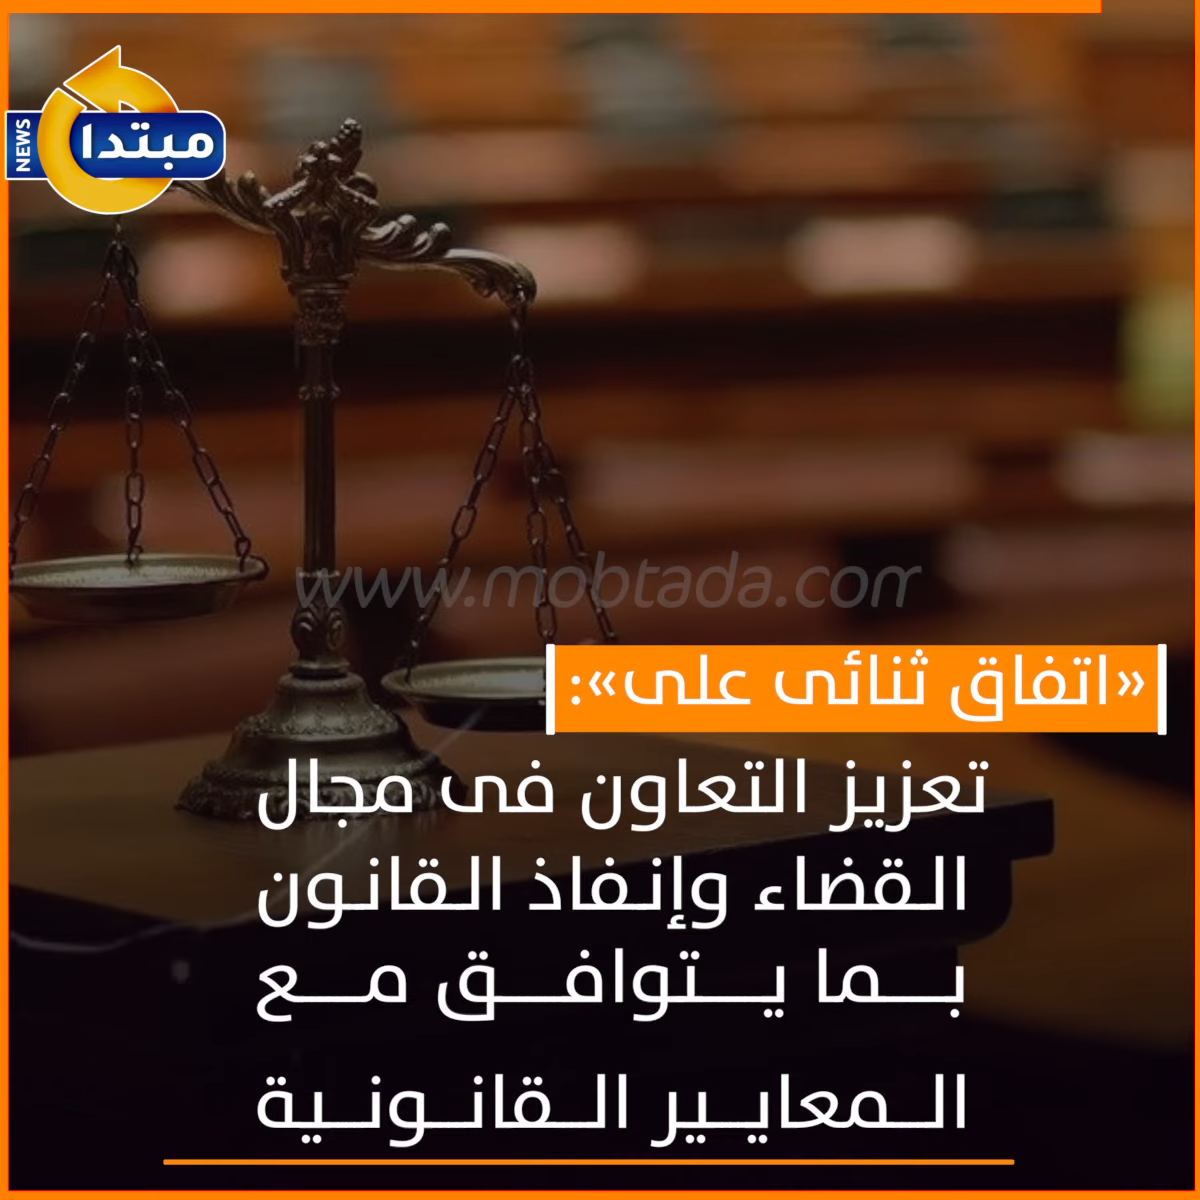 مبتدا
NEWS
www.mobtada.com
«اتفاق ثنائى على»:
تعزيز التعاون فى مجال
القضاء وإنفاذ القانون
بما يتوافق مع
المعايير القانونية